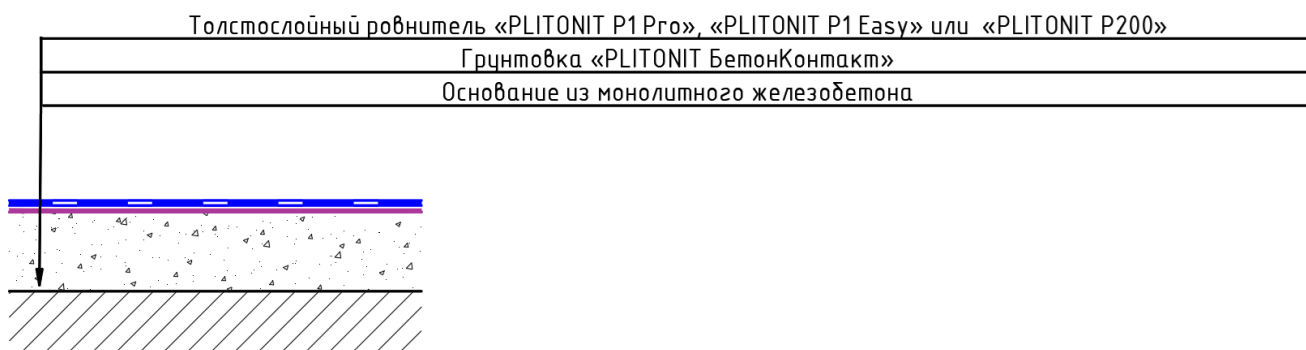 Толстослойный ровнитель «PLITONIT P1 Pro», «PLITONIT P1 Easy» или «PLITONIT P200»
Грунтовка «PLITONIT БетонКонтакт»
Основание из монолитного железобетона